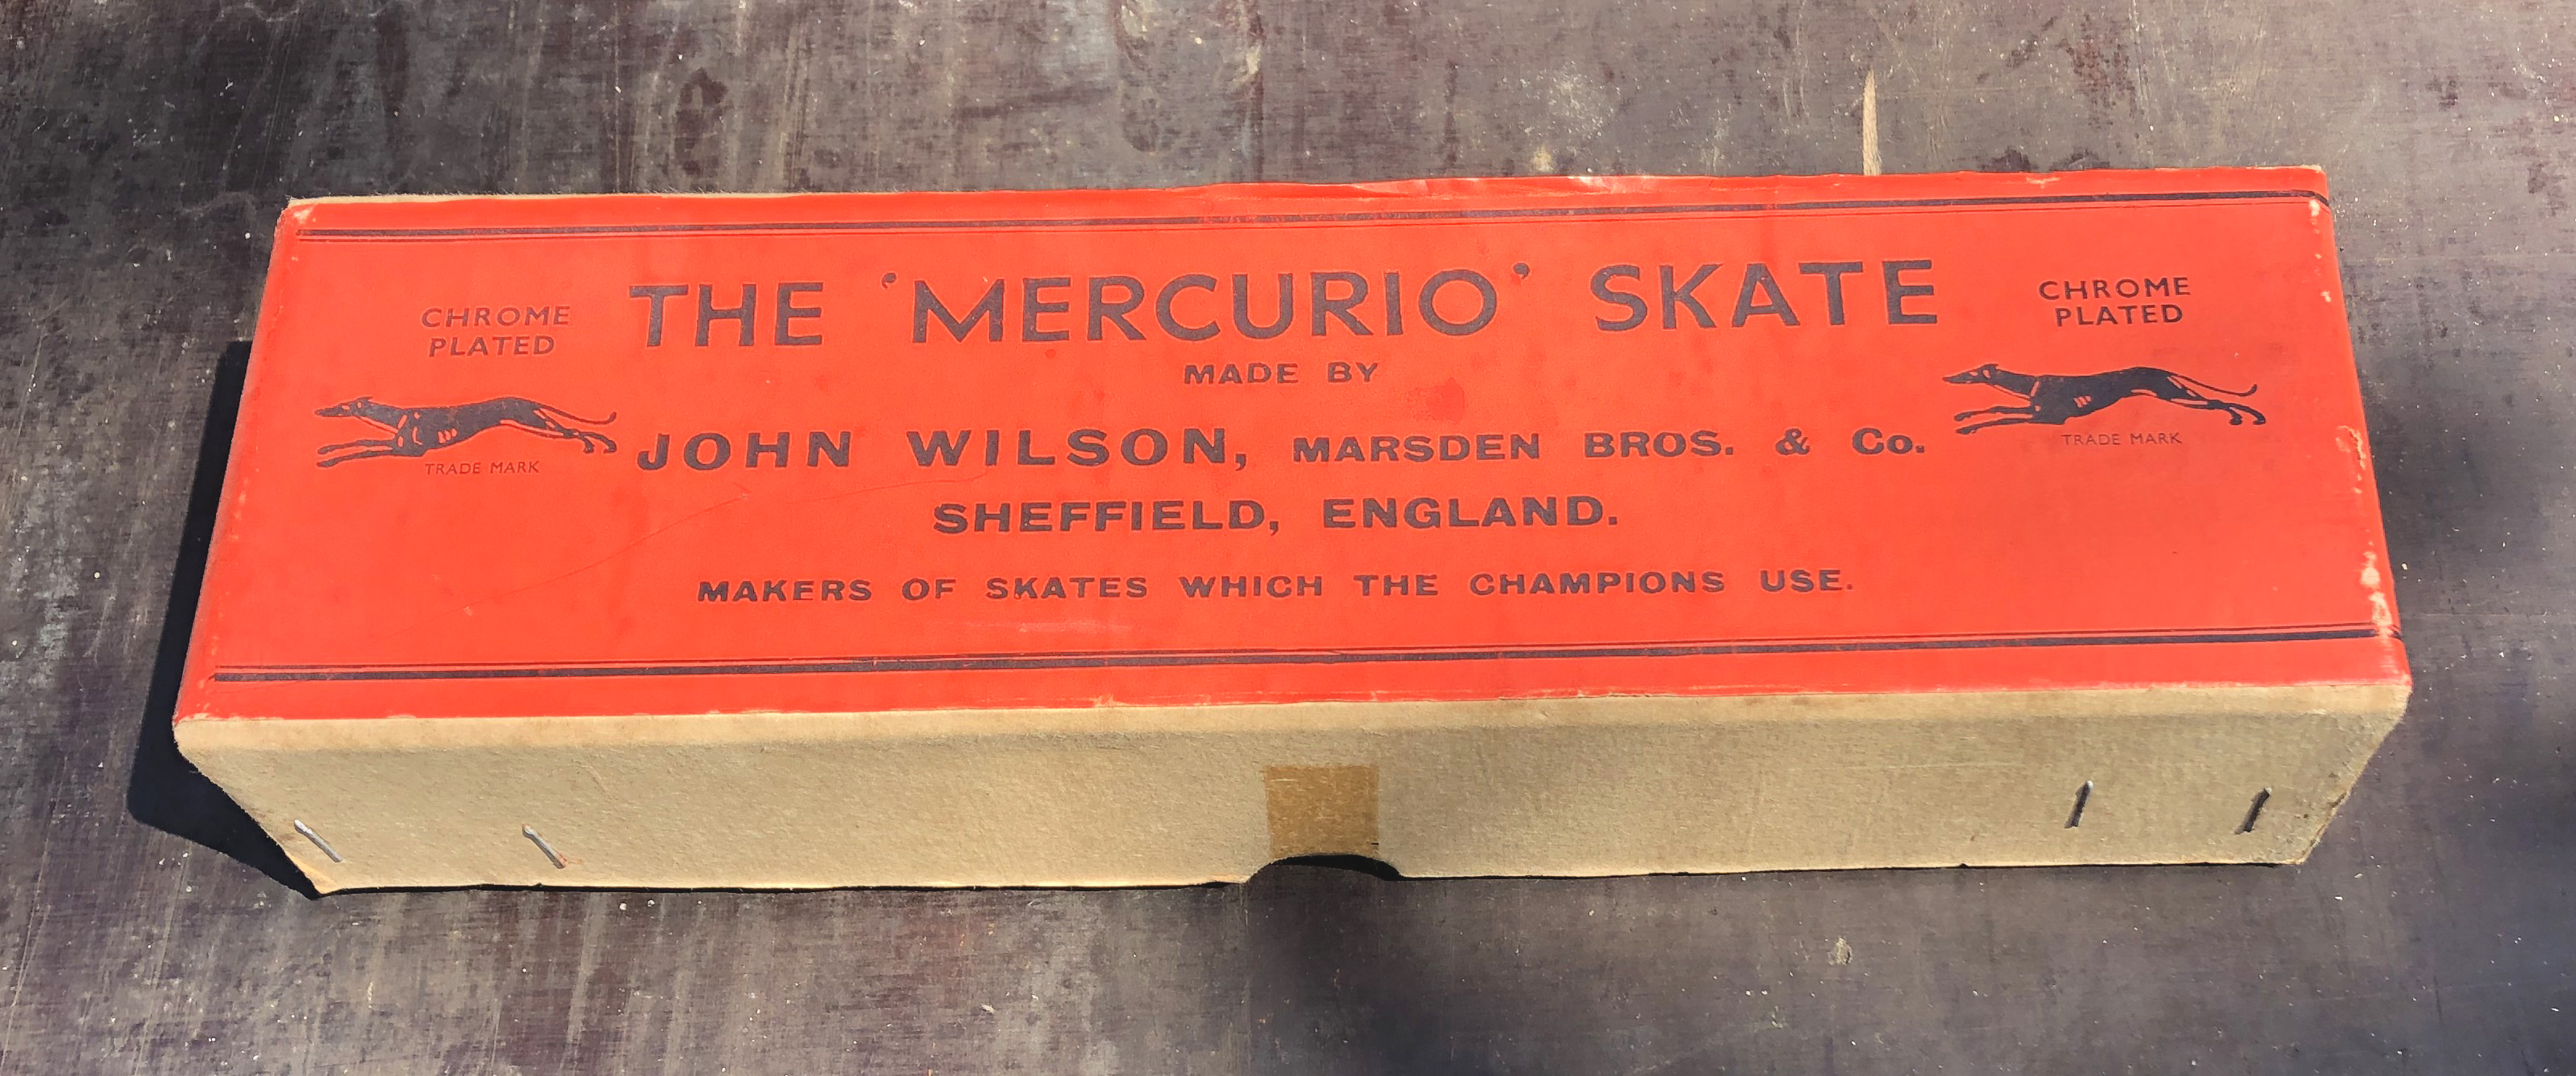 THE 'MERCURIO' SKATE
CHROME
PLATED
CHROME
PLATED
MADE BY
TRADE MARK
TRADE MARK
JOHN WILSON, MARSDEN BROS. & Co.
SHEFFIELD, ENGLAND.
MAKERS OF SKATES WHICH THE CHAMPIONS USE.